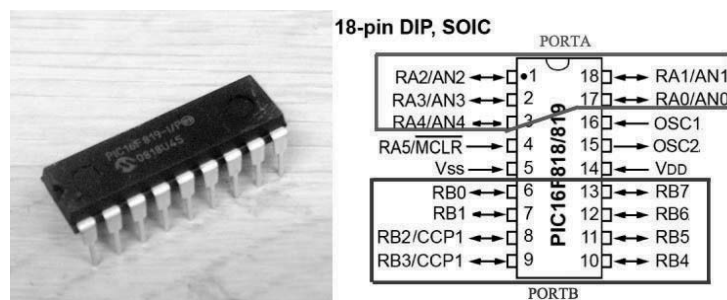 PIC16F819-I/P
0818U4S
18-pin DIP, SOIC
PORTA
RA2/AN2 1 18 RA1/AN1
RA3/AN3 2 17 RA0/AN0
RA4/AN4 3 16 OSC1
RA5/MCLR 4 15 OSC2
Vss 5 14 VDD
RB0 6 13 RB7
RB1 7 12 RB6
RB2/CCP1 8 11 RB5
RB3/CCP1 9 10 RB4
PIC16F818/819
PORTB